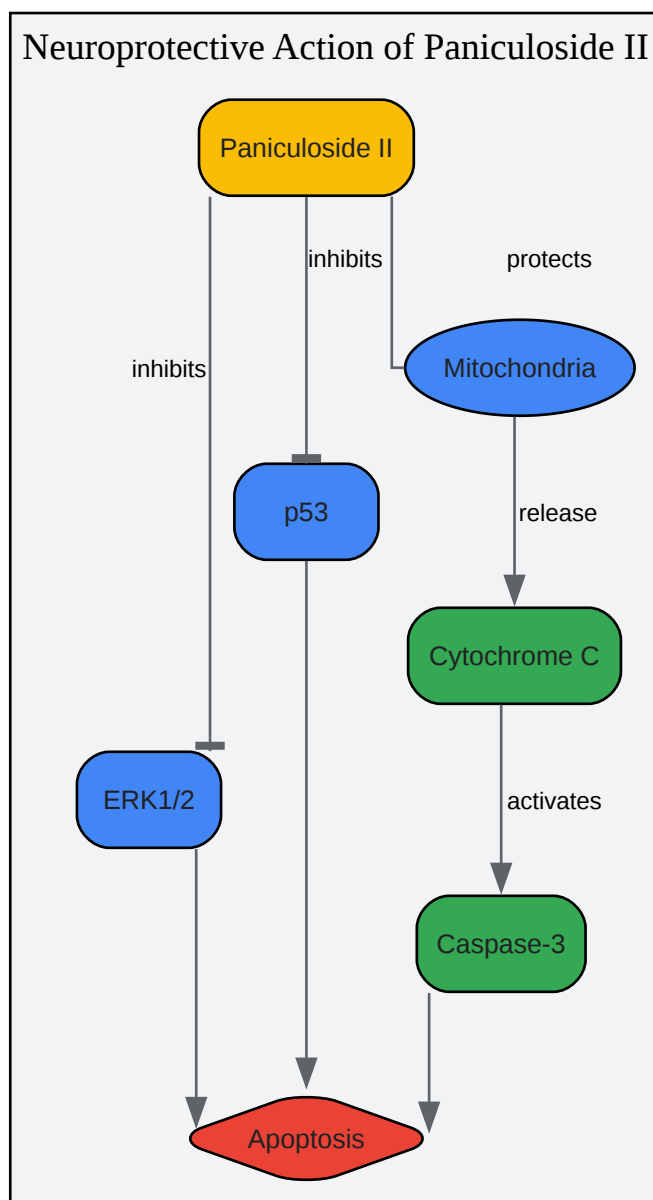 Neuroprotective Action of Paniculoside II
Paniculoside II
inhibits
protects
inhibits
Mitochondria
p53
release
Cytochrome C
ERK1/2
activates
Caspase-3
Apoptosis